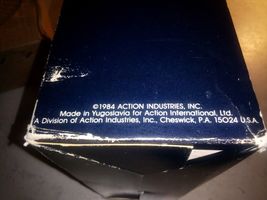 ©1984 ACTION INDUSTRIES, INC.
Made in Yugoslavia for Action International, Ltd.
A Division of Action Industries, Inc., Cheswick, P.A. 15024 U.S.A.